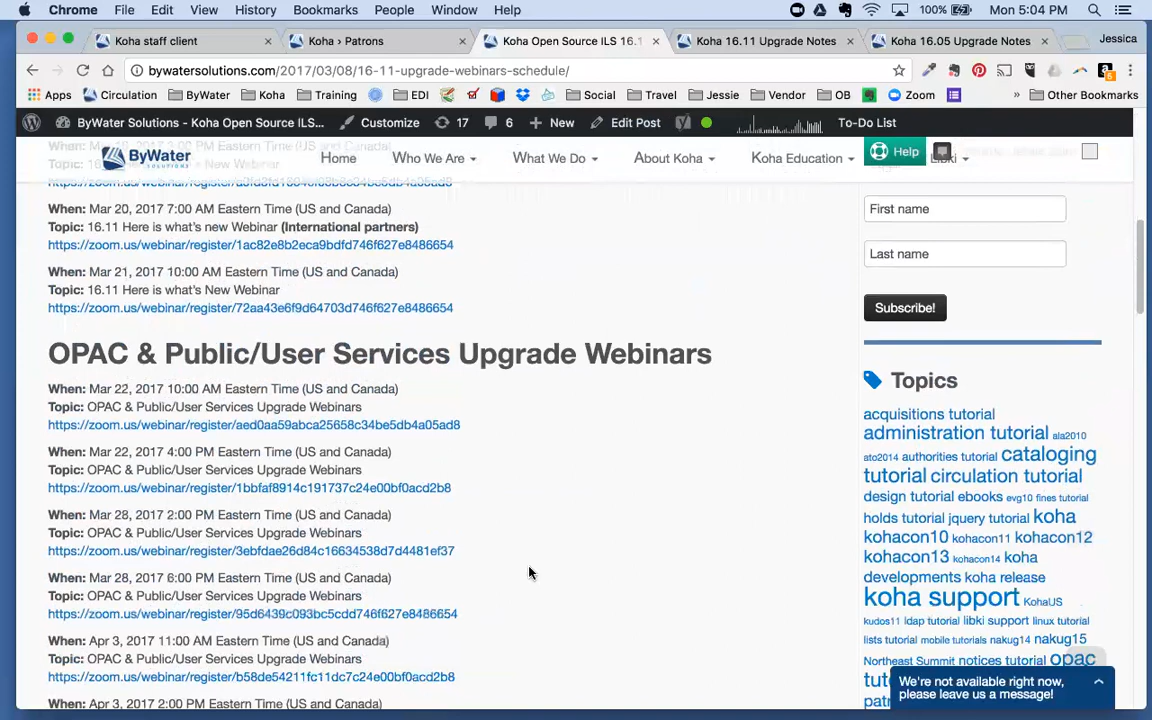 Chrome File Edit View History Bookmarks People Window Help 100% Mon 5:04 PM
Koha staff client × Koha › Patrons × Koha Open Source ILS 16.1 × Koha 16.11 Upgrade Notes × Koha 16.05 Upgrade Notes × Jessica
bywatersolutions.com/2017/03/08/16-11-upgrade-webinars-schedule/
Apps Circulation ByWater Koha Training EDI Social Travel Jessie Vendor OB Zoom » Other Bookmarks
ByWater Solutions - Koha Open Source ILS... Customize 17 6 + New Edit Post To-Do List
ByWater SOLUTIONS Home Who We Are What We Do About Koha Koha Education Help Libki
When: Mar 20, 2017 7:00 AM Eastern Time (US and Canada)
Topic: 16.11 Here is what's new Webinar (International partners)
https://zoom.us/webinar/register/1ac82e8b2eca9bdfd746f627e8486654
When: Mar 21, 2017 10:00 AM Eastern Time (US and Canada)
Topic: 16.11 Here is what's New Webinar
https://zoom.us/webinar/register/72aa43e6f9d64703d746f627e8486654
OPAC & Public/User Services Upgrade Webinars
When: Mar 22, 2017 10:00 AM Eastern Time (US and Canada)
Topic: OPAC & Public/User Services Upgrade Webinars
https://zoom.us/webinar/register/aed0aa59abca25658c34be5db4a05ad8
When: Mar 22, 2017 4:00 PM Eastern Time (US and Canada)
Topic: OPAC & Public/User Services Upgrade Webinars
https://zoom.us/webinar/register/1bbfaf8914c191737c24e00bf0acd2b8
When: Mar 28, 2017 2:00 PM Eastern Time (US and Canada)
Topic: OPAC & Public/User Services Upgrade Webinars
https://zoom.us/webinar/register/3ebfdae26d84c16634538d7d4481ef37
When: Mar 28, 2017 6:00 PM Eastern Time (US and Canada)
Topic: OPAC & Public/User Services Upgrade Webinars
https://zoom.us/webinar/register/95d6439c093bc5cdd746f627e8486654
When: Apr 3, 2017 11:00 AM Eastern Time (US and Canada)
Topic: OPAC & Public/User Services Upgrade Webinars
https://zoom.us/webinar/register/b58de54211fc11dc7c24e00bf0acd2b8
When: Apr 3, 2017 2:00 PM Eastern Time (US and Canada)
First name
Last name
Subscribe!
Topics
acquisitions tutorial
administration tutorial ala2010
ato2014 authorities tutorial cataloging
tutorial circulation tutorial
design tutorial ebooks evg10 fines tutorial
holds tutorial jquery tutorial koha
kohacon10 kohacon11 kohacon12
kohacon13 kohacon14 koha
developments koha release
koha support KohaUS
kudos11 ldap tutorial libki support linux tutorial
lists tutorial mobile tutorials nakug14 nakug15
Northeast Summit notices tutorial opac
We're not available right now,
please leave us a message!